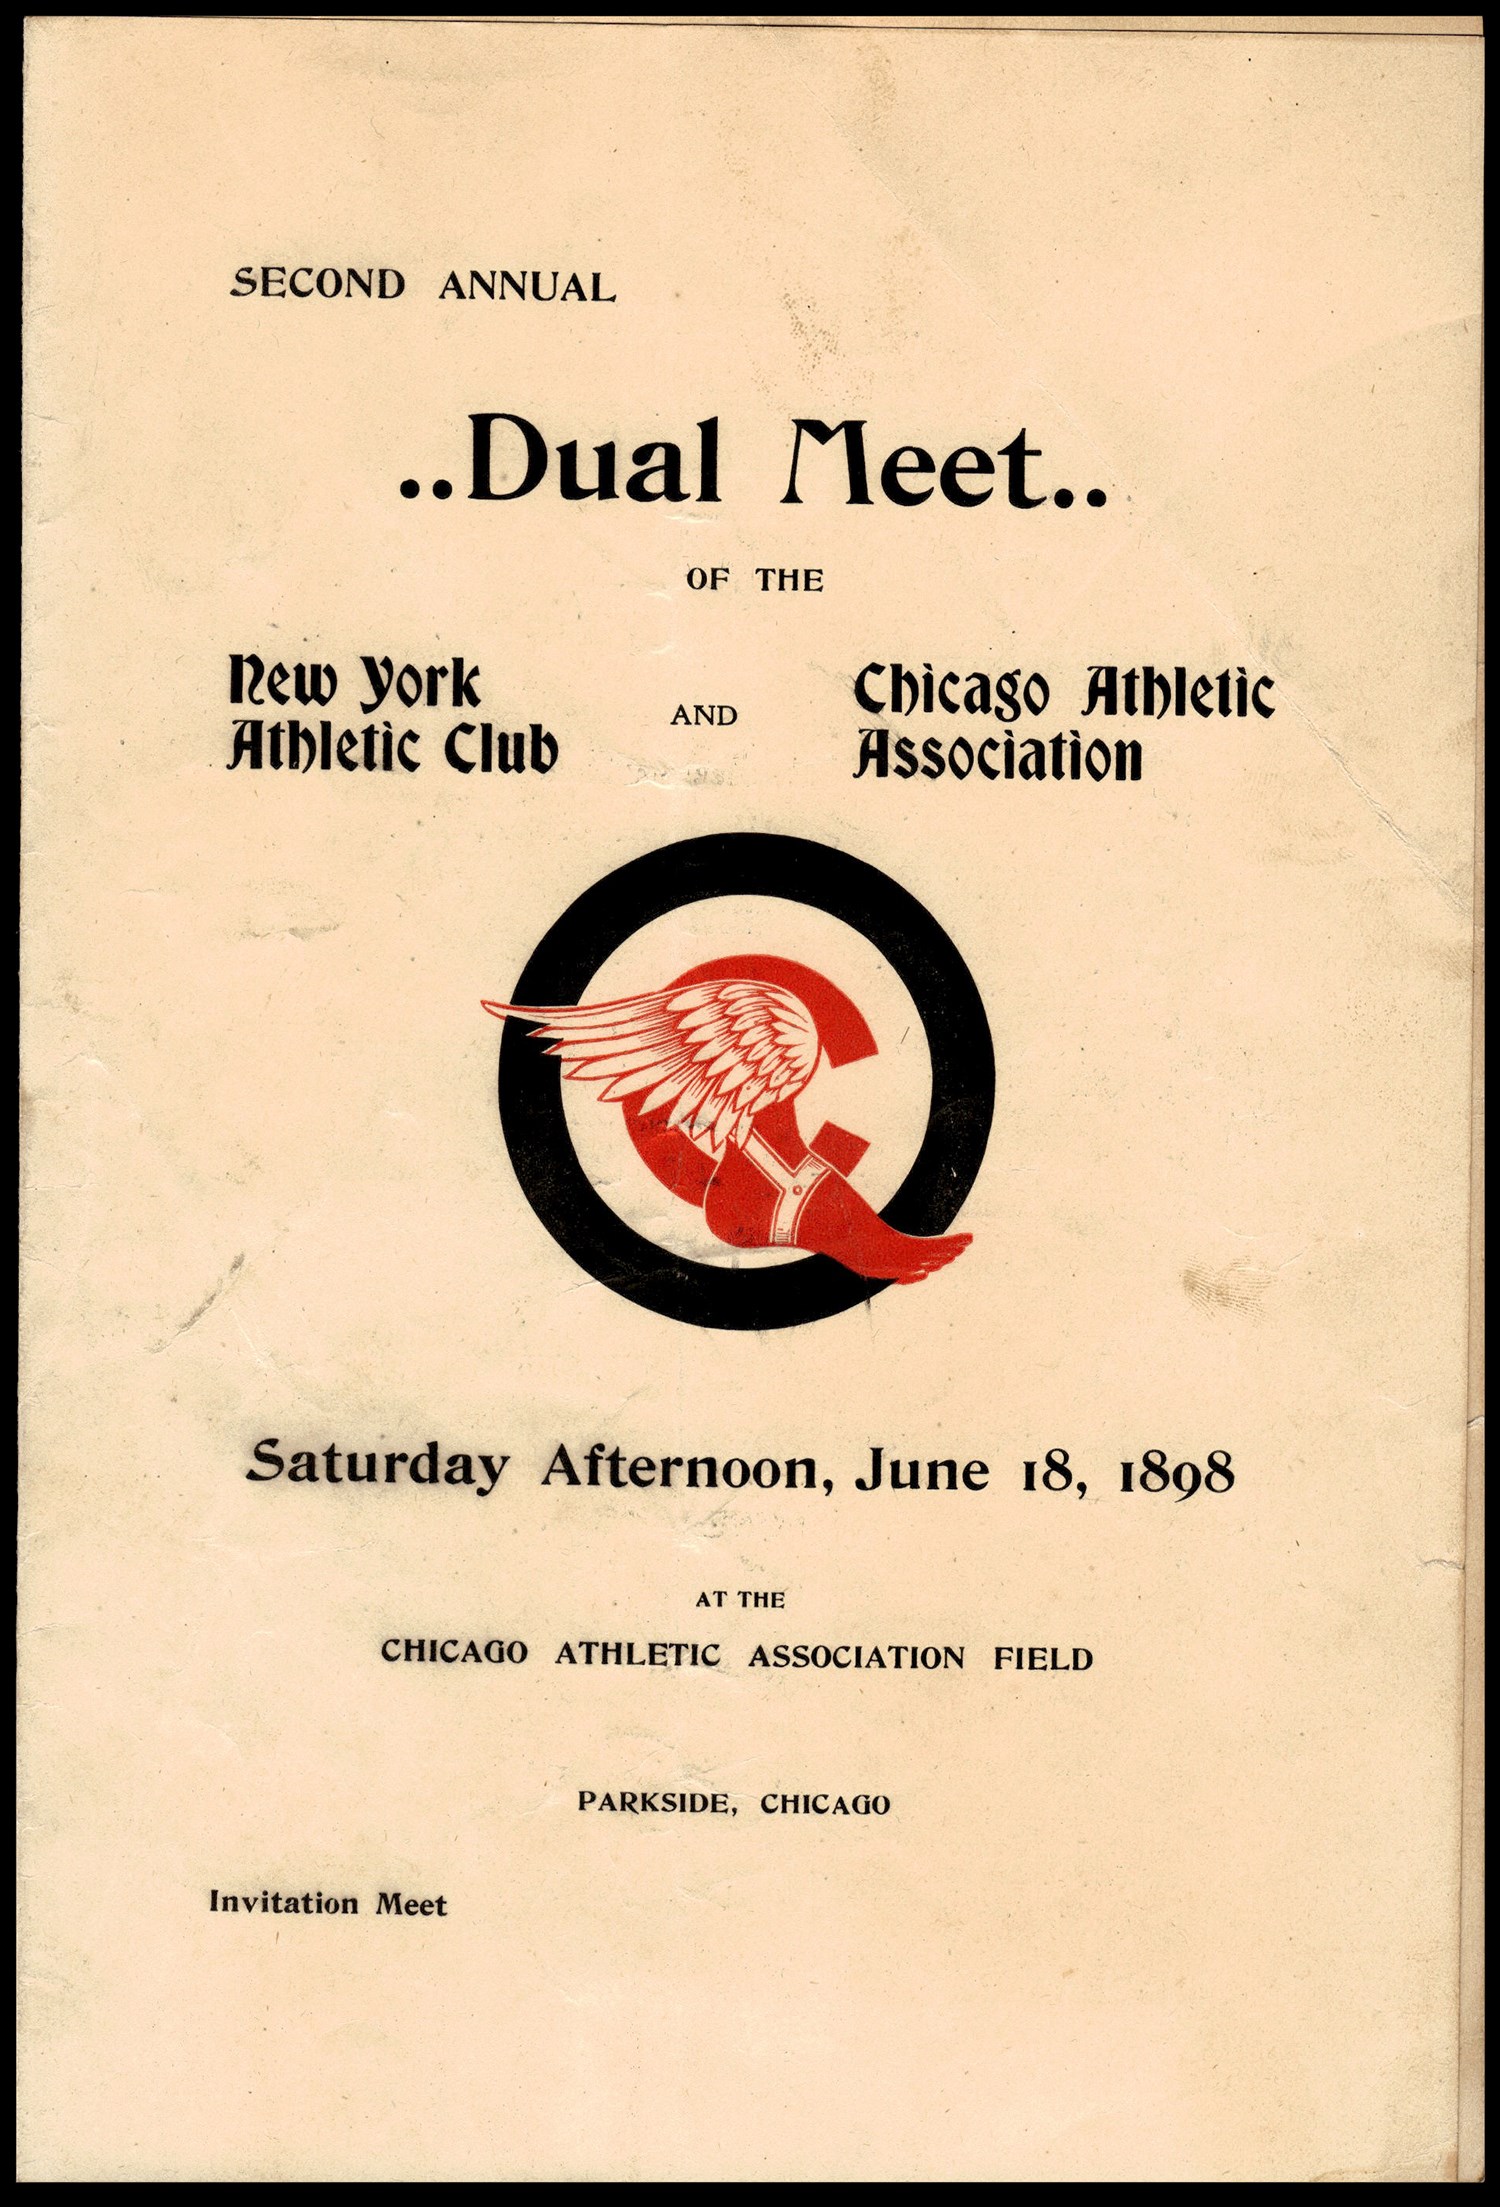 SECOND ANNUAL
..Dual Meet..
OF THE
New York
Athletic Club
AND
Chicago Athletic
Association
C
Saturday Afternoon, June 18, 1898
AT THE
CHICAGO ATHLETIC ASSOCIATION FIELD
PARKSIDE, CHICAGO
Invitation Meet